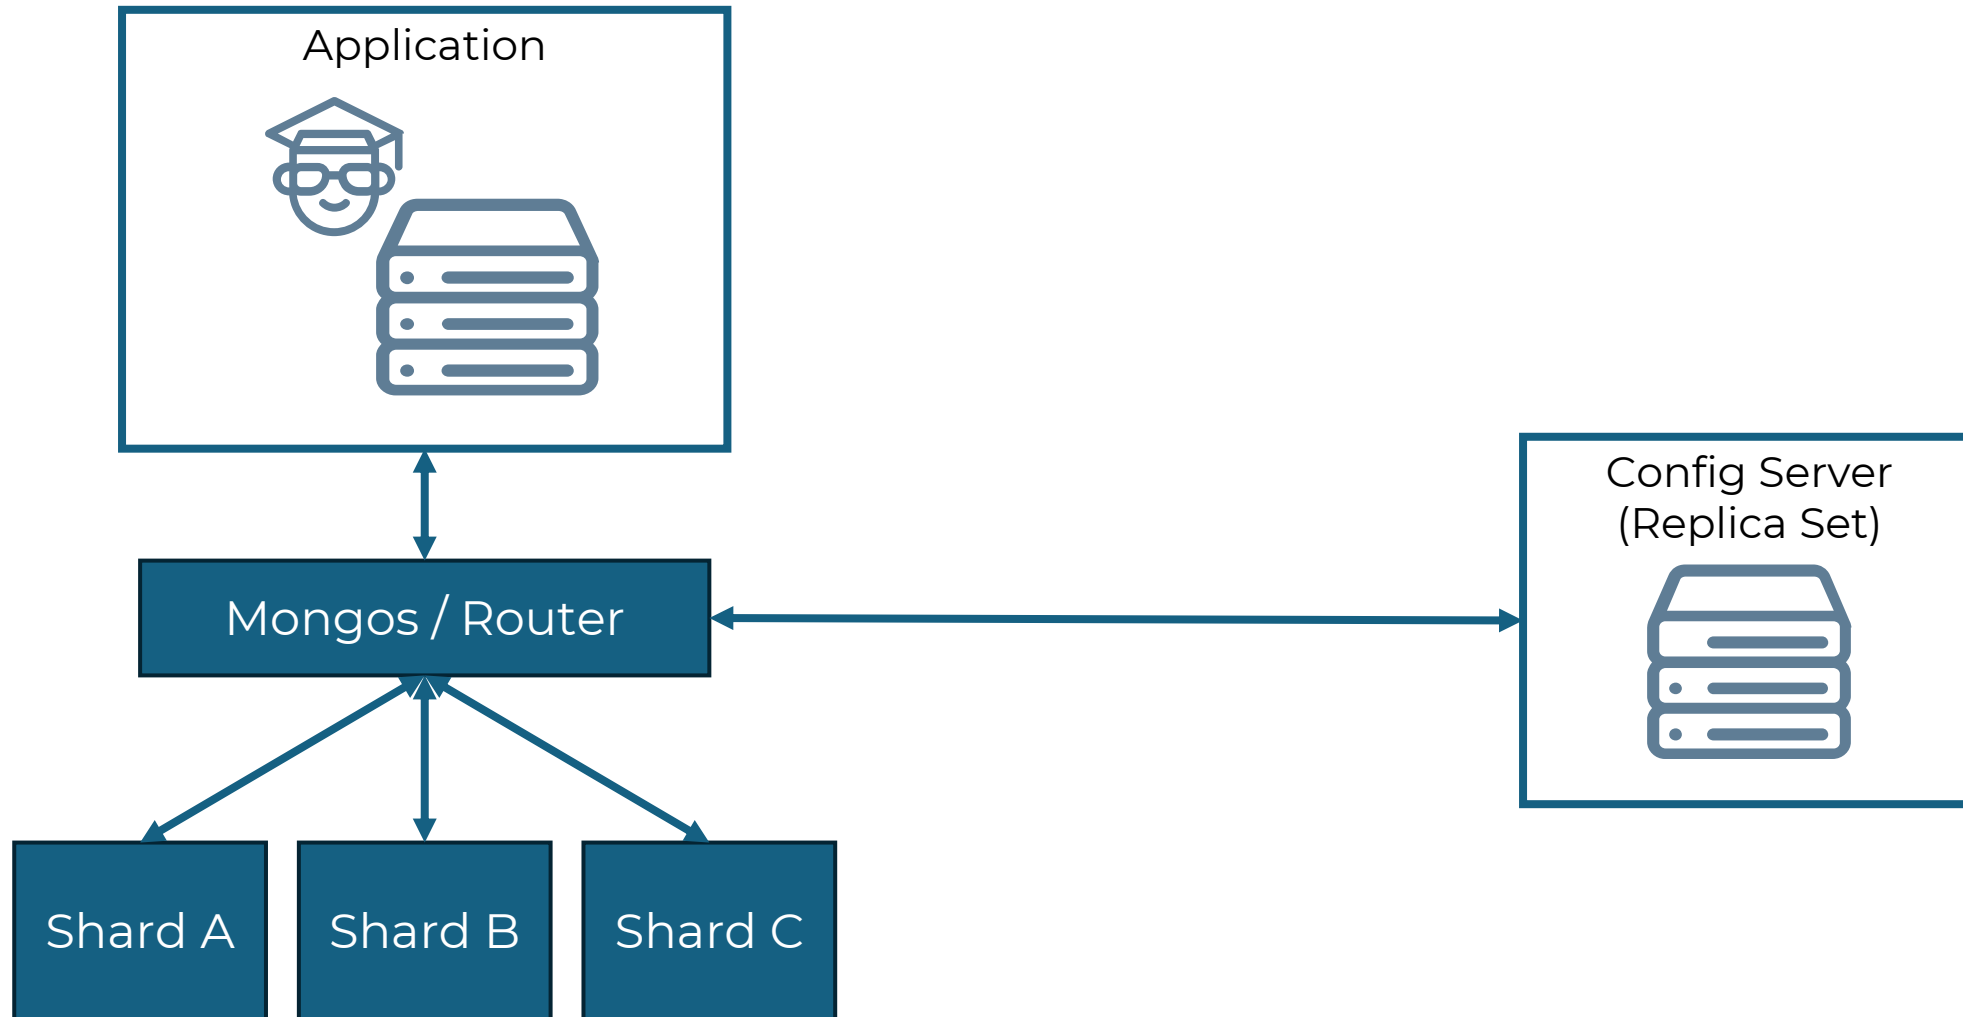 Application
Mongos / Router
Config Server
(Replica Set)
Shard A
Shard B
Shard C